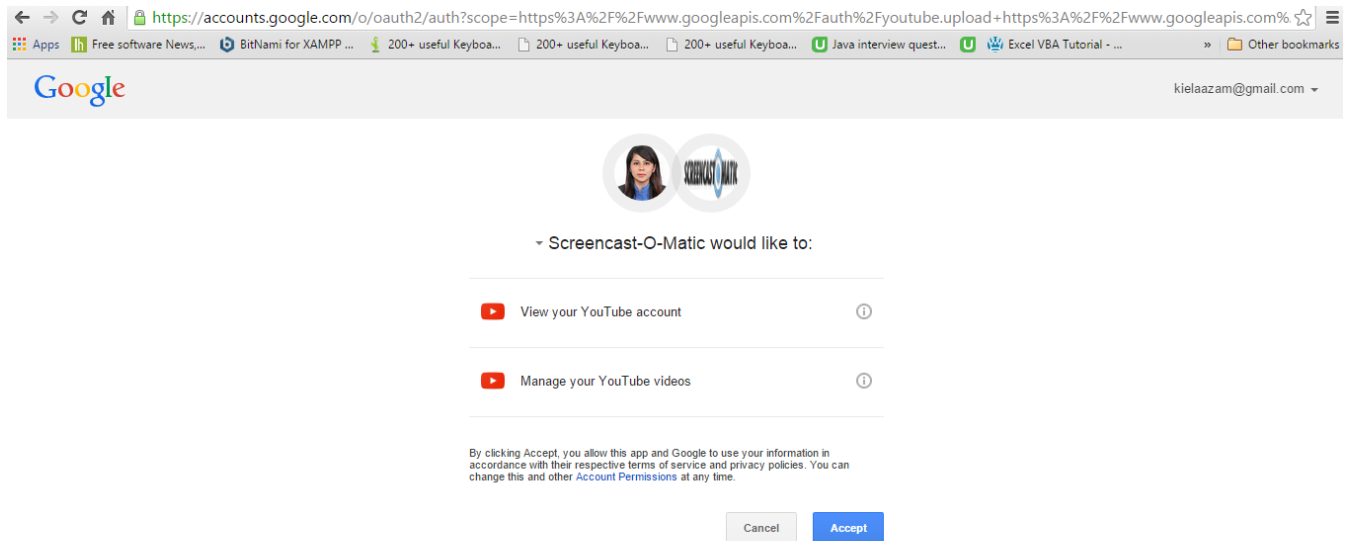 https://accounts.google.com/o/oauth2/auth?scope=https%3A%2F%2Fwww.googleapis.com%2Fauth%2Fyoutube.upload+https%3A%2F%2Fwww.googleapis.com%
Apps Free software News,... BitNami for XAMPP ... 200+ useful Keyboa... 200+ useful Keyboa... 200+ useful Keyboa... Java interview quest... Excel VBA Tutorial - ... » Other bookmarks
Google kielaazam@gmail.com
SCREENCAST MATIC
Screencast-O-Matic would like to:
View your YouTube account
Manage your YouTube videos
By clicking Accept, you allow this app and Google to use your information in
accordance with their respective terms of service and privacy policies. You can
change this and other Account Permissions at any time.
Cancel Accept